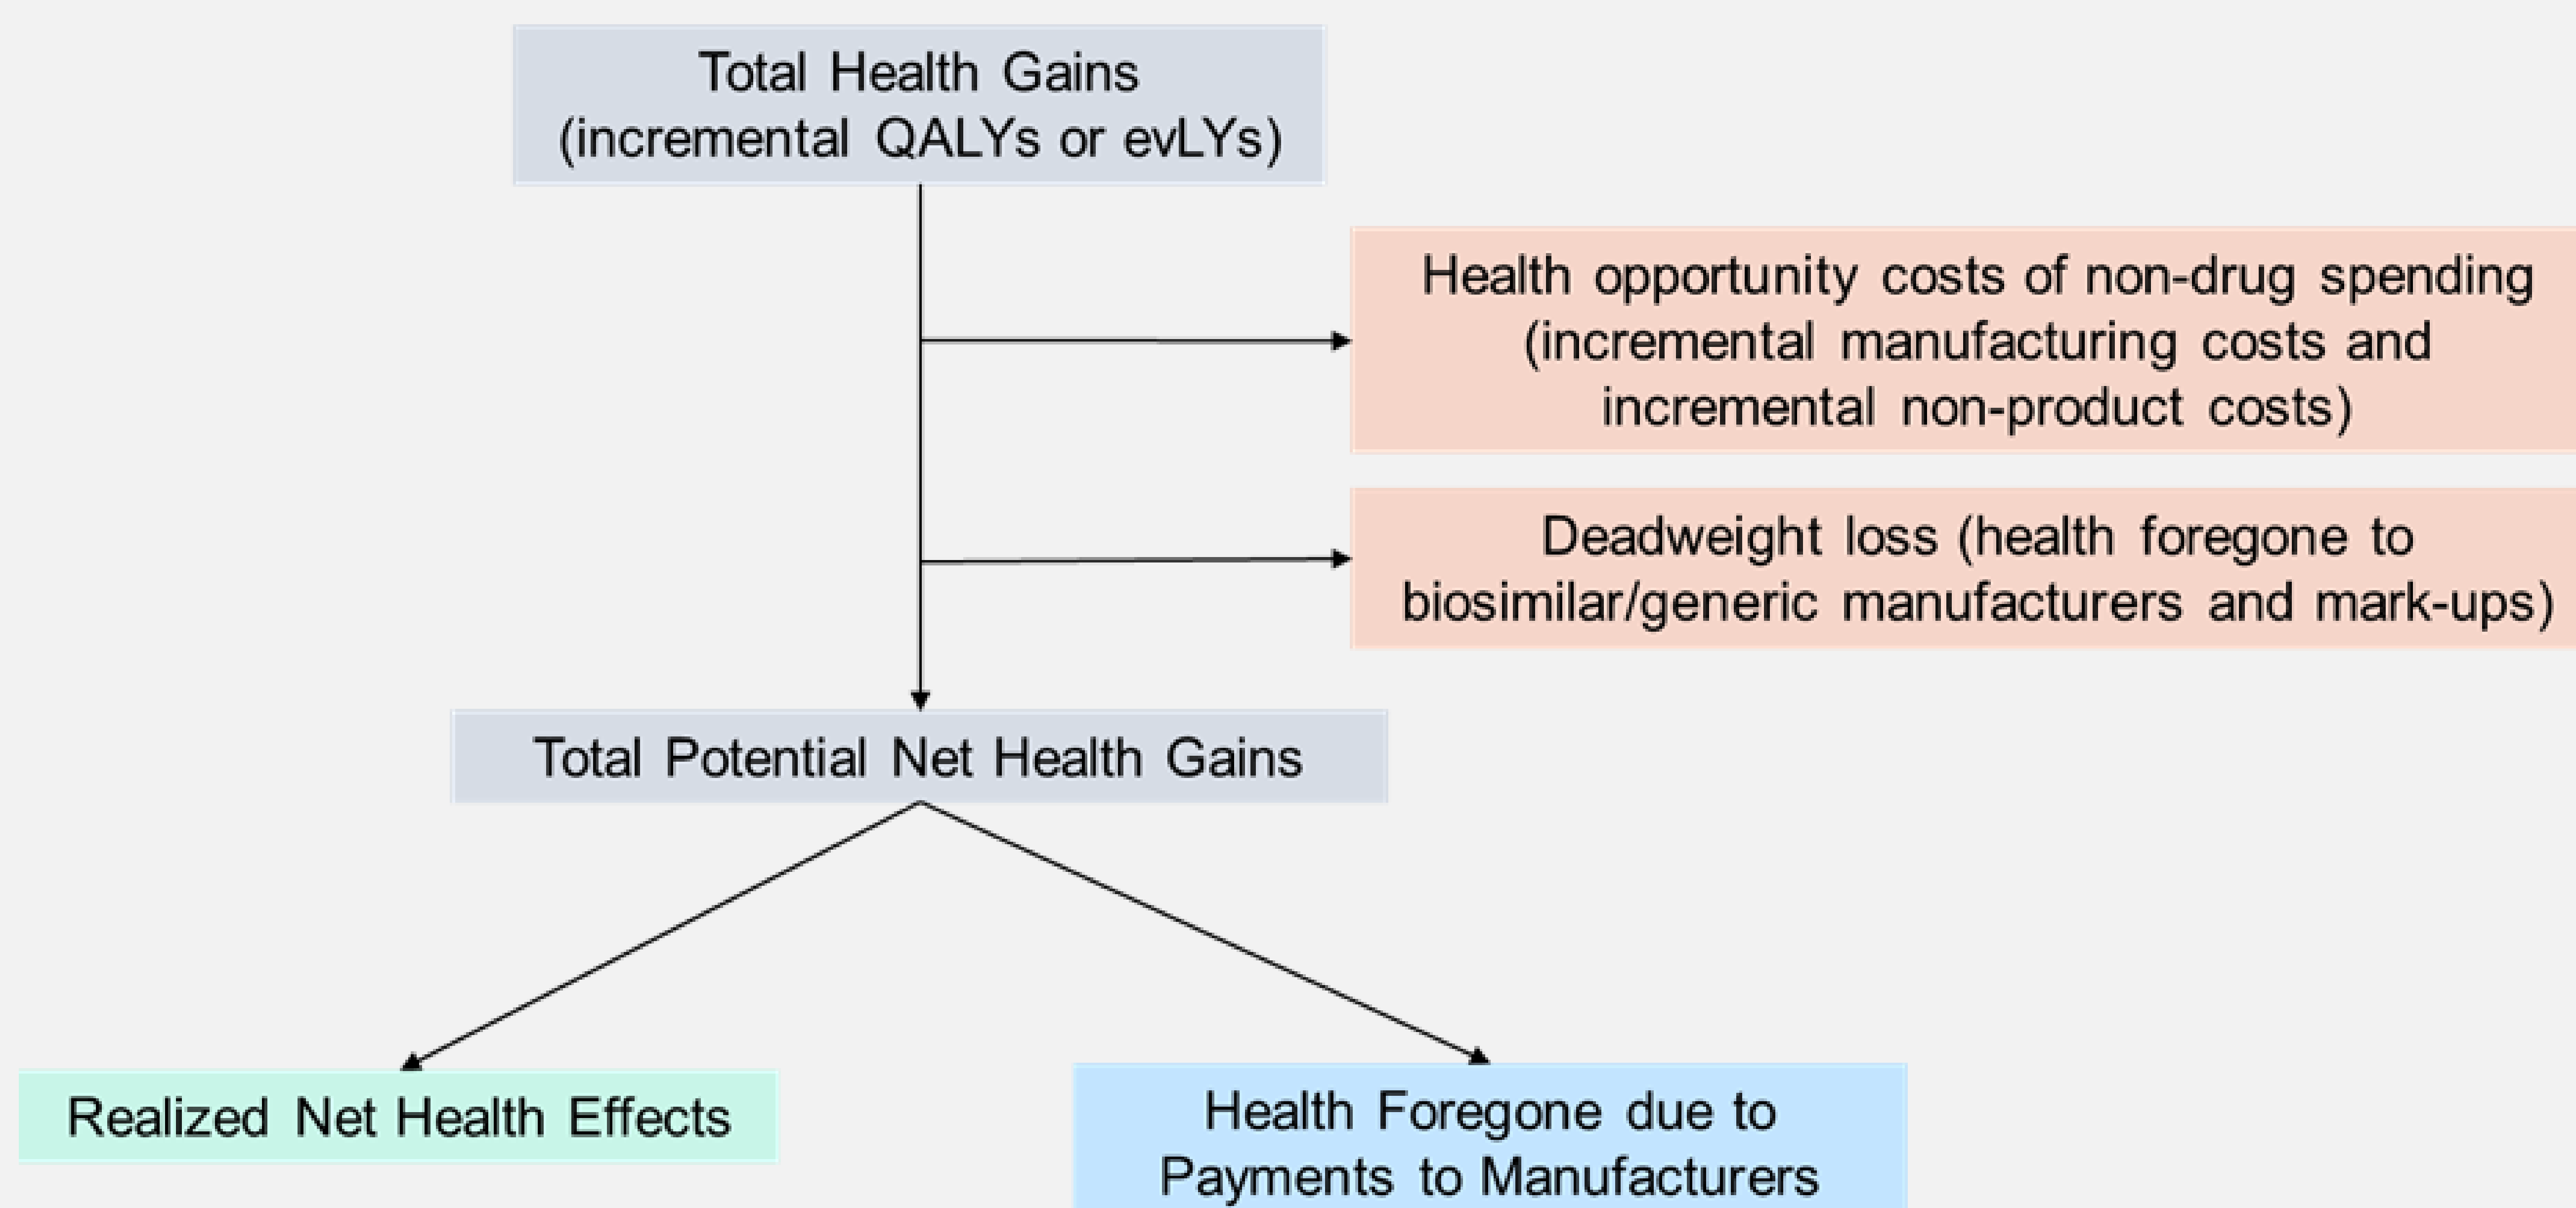 Total Health Gains
(incremental QALYs or evLYs)
Health opportunity costs of non-drug spending
(incremental manufacturing costs and
incremental non-product costs)
Deadweight loss (health foregone to
biosimilar/generic manufacturers and mark-ups)
Total Potential Net Health Gains
Realized Net Health Effects
Health Foregone due to
Payments to Manufacturers